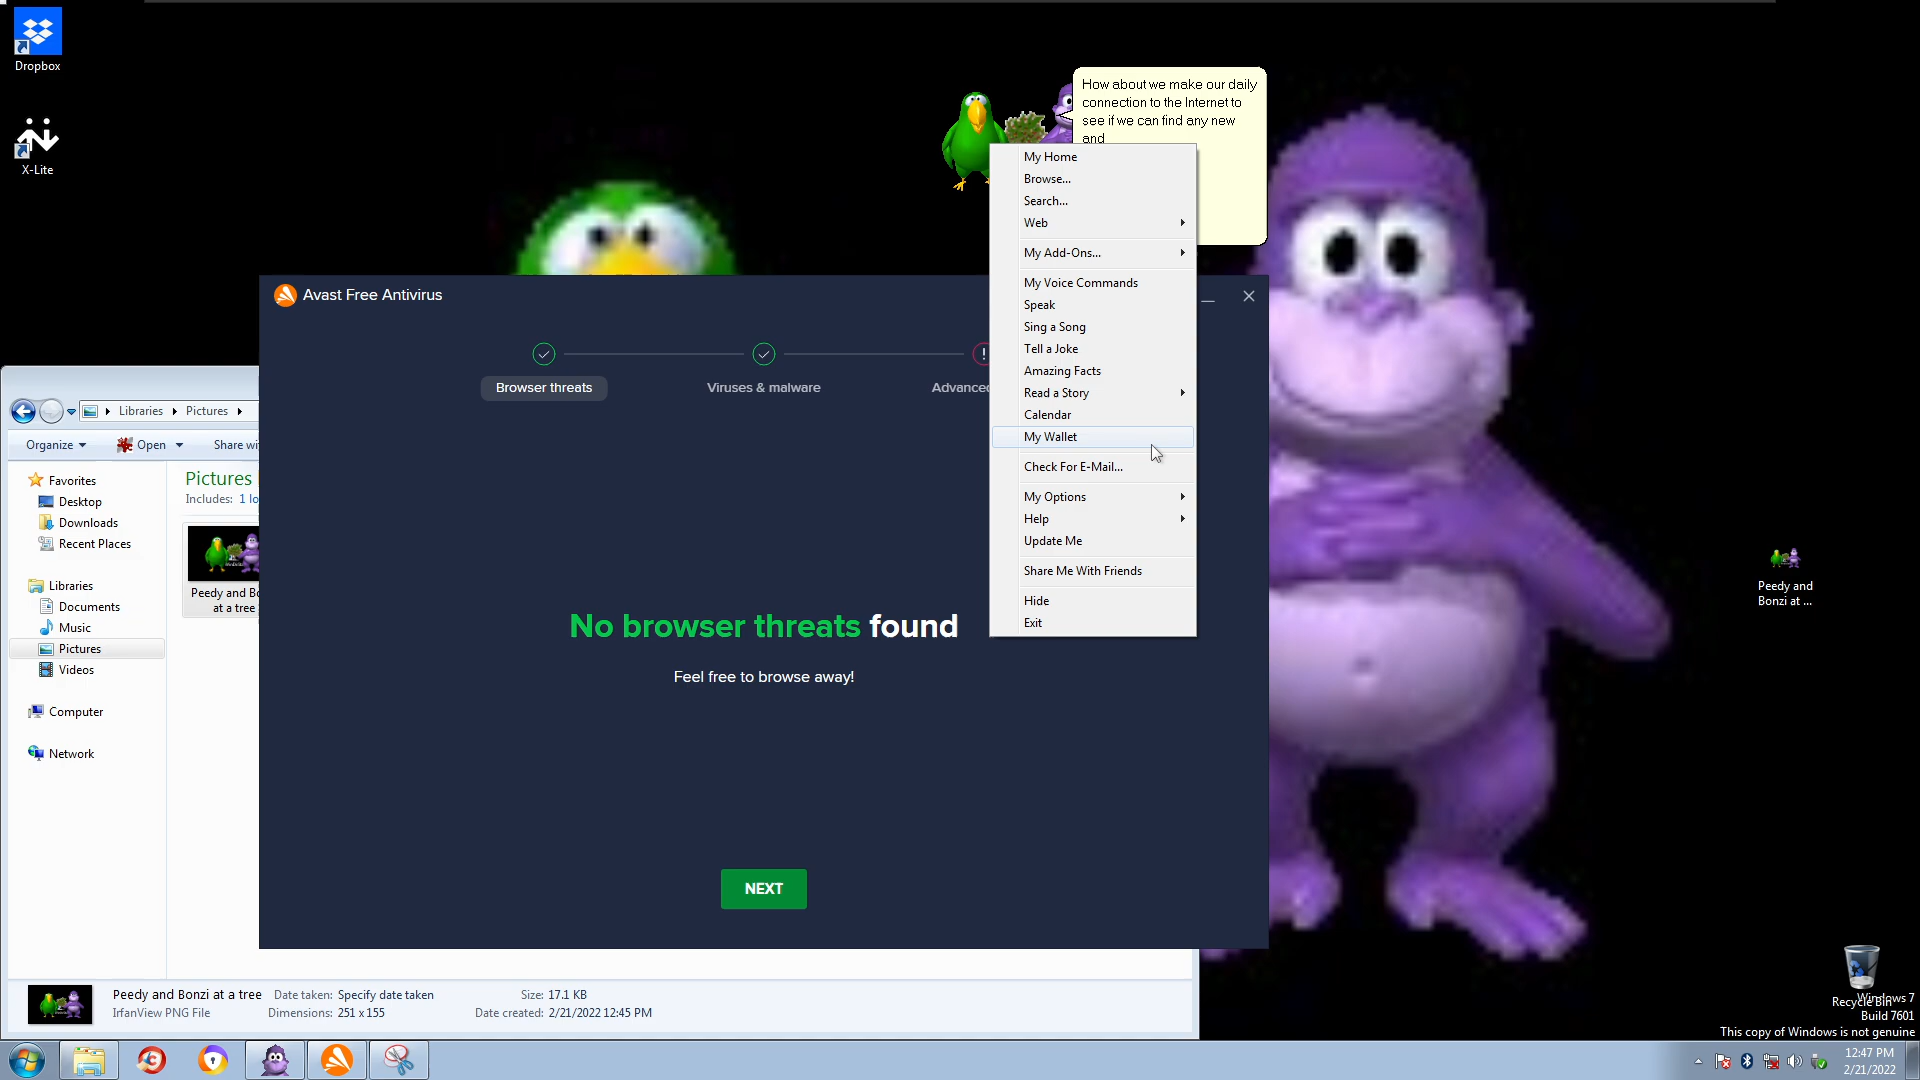 Dropbox
X-Lite
How about we make our daily
connection to the Internet to
see if we can find any new
and
My Home
Browse...
Search...
Web
My Add-Ons...
My Voice Commands
Speak
Sing a Song
Tell a Joke
Amazing Facts
Read a Story
Calendar
My Wallet
Check For E-Mail...
My Options
Help
Update Me
Share Me With Friends
Hide
Exit
Avast Free Antivirus
Browser threats
Viruses & malware
Advanced
No browser threats found
Feel free to browse away!
NEXT
Libraries
Pictures
Organize
Open
Share wi
Pictures
Includes: 1 lo
Favorites
Desktop
Downloads
Recent Places
Libraries
Documents
Music
Pictures
Videos
Computer
Network
Peedy and Bo
at a tree
Peedy and Bonzi at a tree
Date taken: Specify date taken
Size: 17.1 KB
IrfanView PNG File
Dimensions: 251 x 155
Date created: 2/21/2022 12:45 PM
Peedy and
Bonzi at ...
Recycle Bin
Windows 7
Build 7601
This copy of Windows is not genuine
12:47 PM
2/21/2022